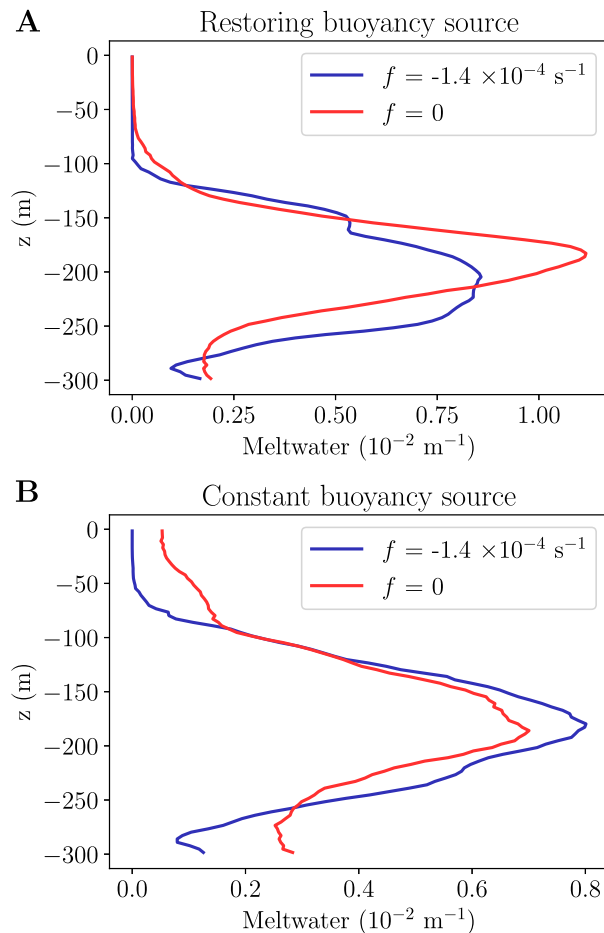 A
Restoring buoyancy source
f = -1.4 ×10⁻⁴ s⁻¹
f = 0
0
−50
−100
−150
−200
−250
−300
z (m)
0.00 0.25 0.50 0.75 1.00
Meltwater (10⁻² m⁻¹)
B
Constant buoyancy source
f = -1.4 ×10⁻⁴ s⁻¹
f = 0
0
−50
−100
−150
−200
−250
−300
z (m)
0.0 0.2 0.4 0.6 0.8
Meltwater (10⁻² m⁻¹)